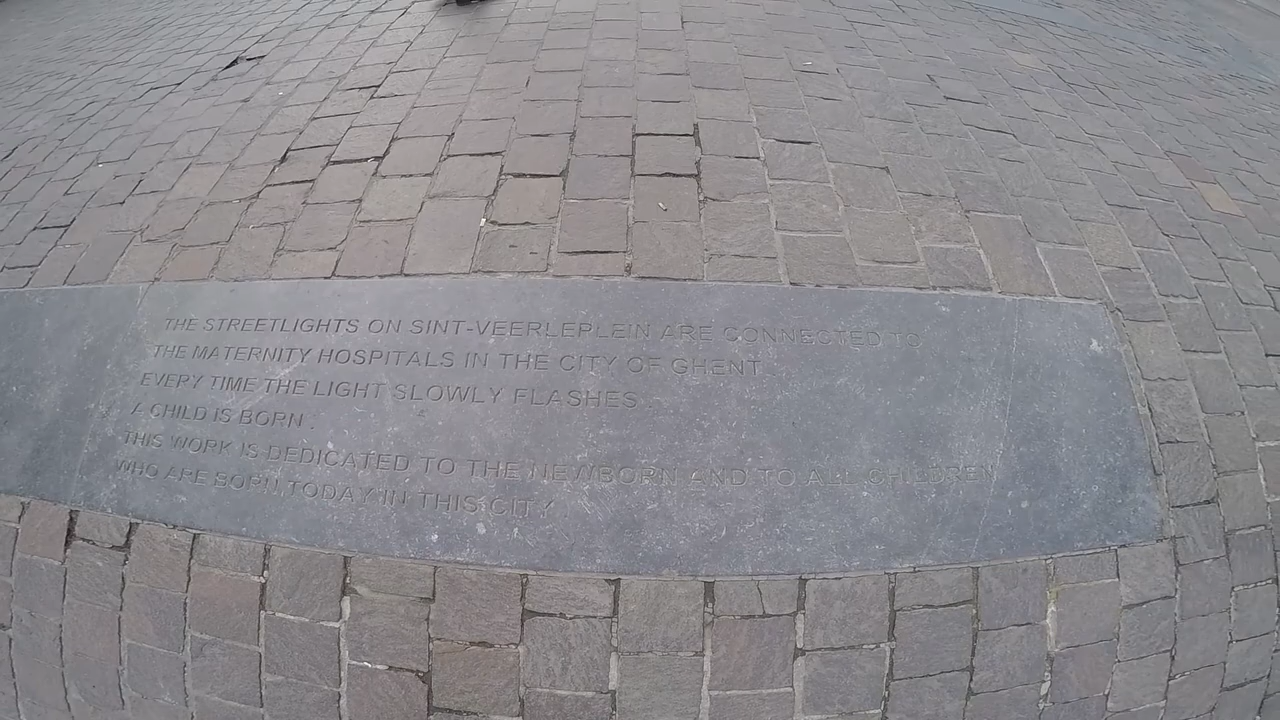 THE STREETLIGHTS ON SINT-VEERLEPLEIN ARE CONNECTED TO
THE MATERNITY HOSPITALS IN THE CITY OF GHENT.
EVERY TIME THE LIGHT SLOWLY FLASHES,
A CHILD IS BORN.
THIS WORK IS DEDICATED TO THE NEWBORN AND TO ALL CHILDREN
WHO ARE BORN TODAY IN THIS CITY.